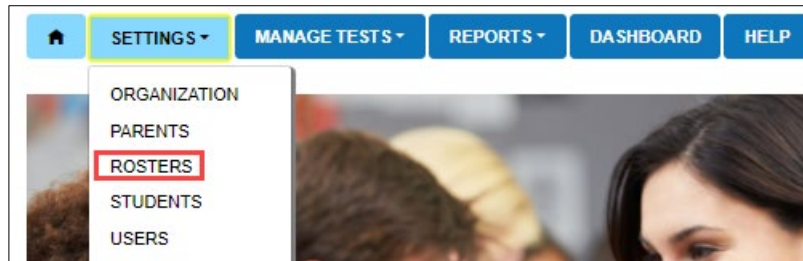 SETTINGS MANAGE TESTS REPORTS DASHBOARD HELP
ORGANIZATION
PARENTS
ROSTERS
STUDENTS
USERS